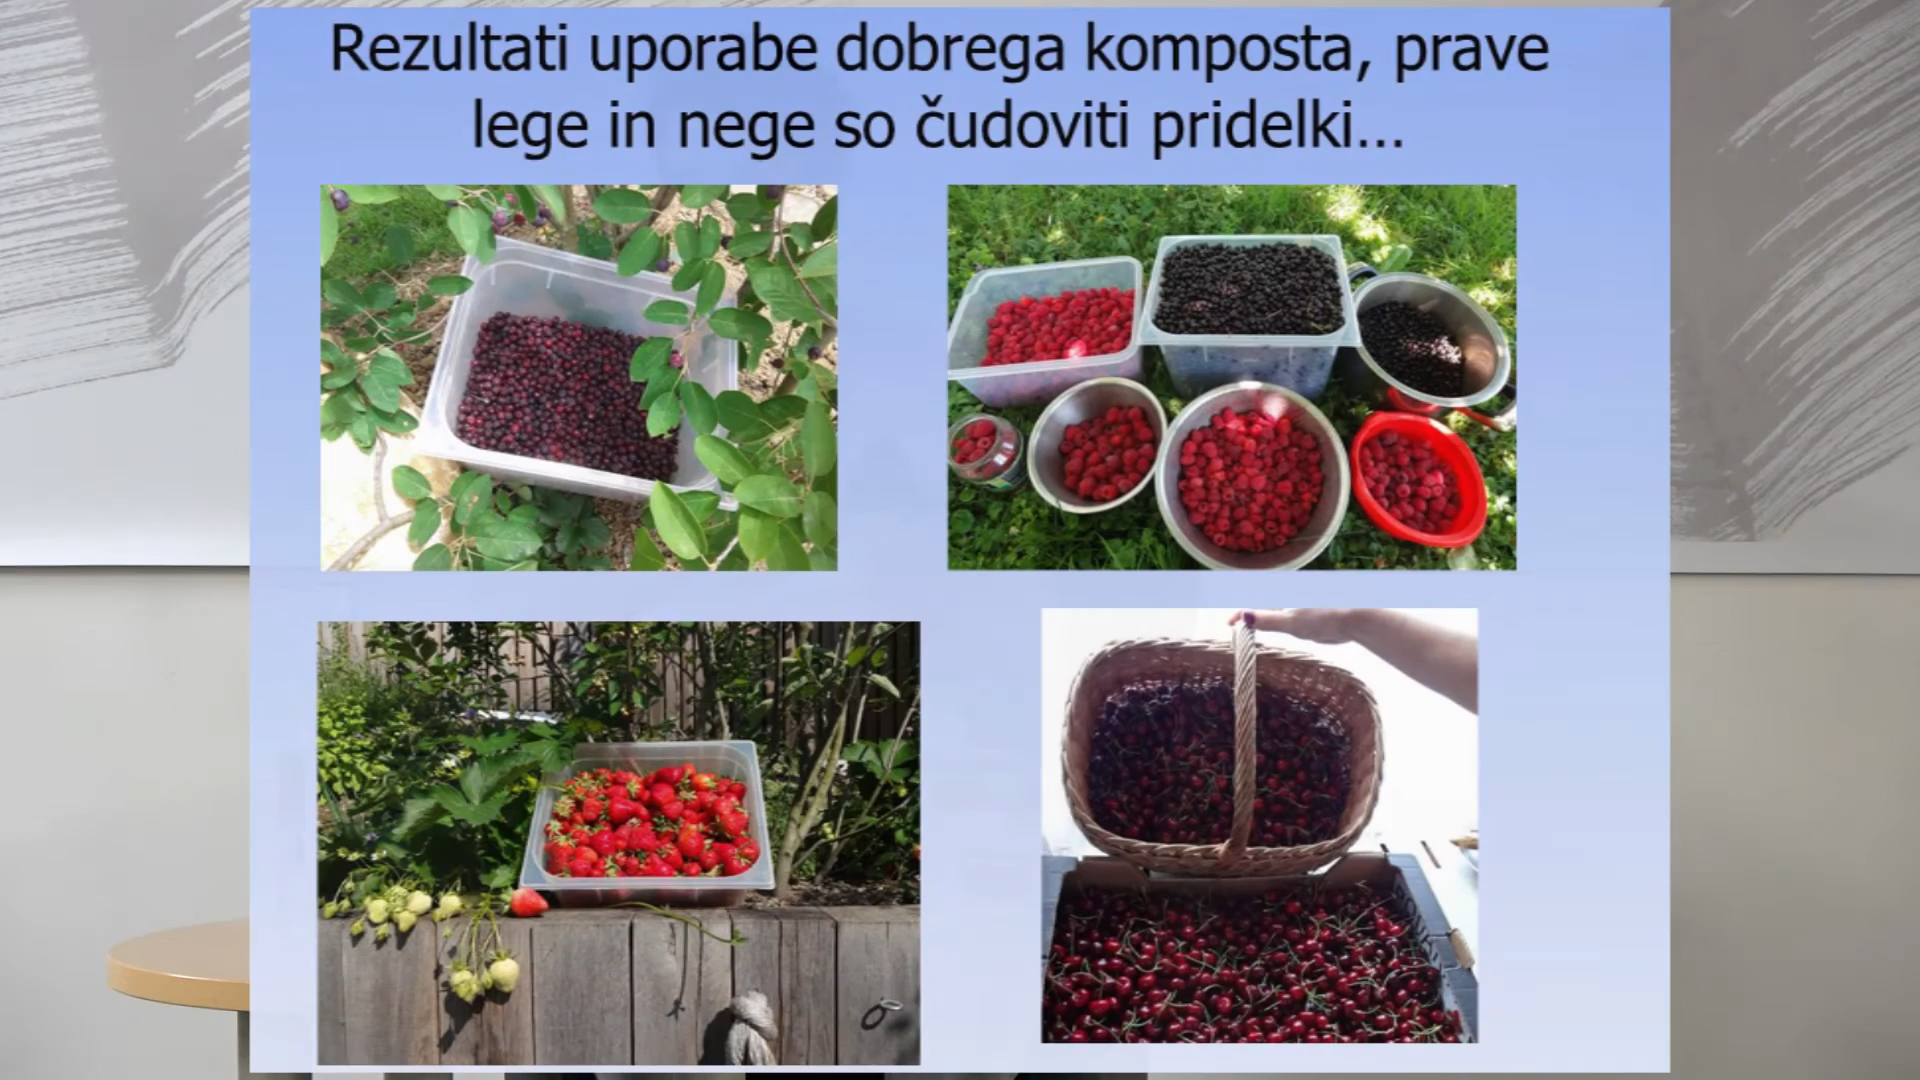 Rezultati uporabe dobrega komposta, prave
lege in nege so čudoviti pridelki...